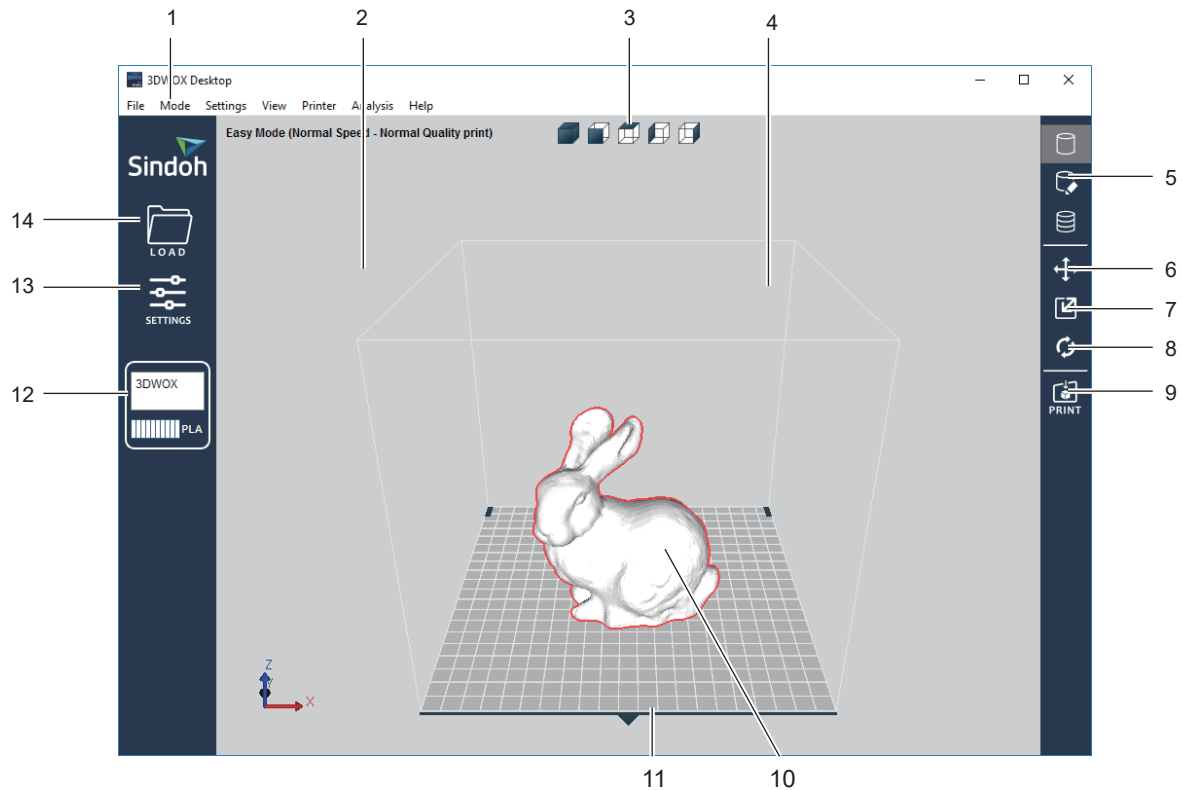 1 2 3 4
3DWOX Desktop
File Mode Settings View Printer Analysis Help
Easy Mode (Normal Speed - Normal Quality print)
Sindoh
5
14
LOAD
6
13
SETTINGS
7
8
12
3DWOX
PLA
9
PRINT
Z
Y
X
11 10